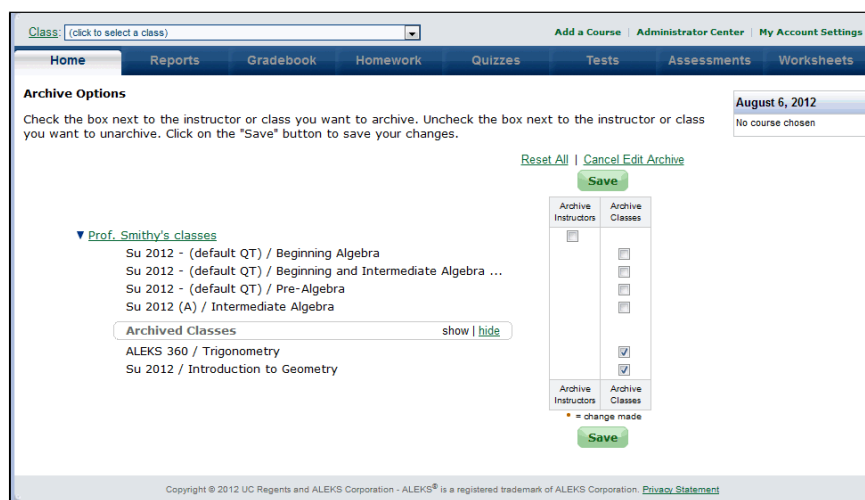 Class: (click to select a class)
Add a Course | Administrator Center | My Account Settings
Home Reports Gradebook Homework Quizzes Tests Assessments Worksheets
Archive Options
Check the box next to the instructor or class you want to archive. Uncheck the box next to the instructor or class
you want to unarchive. Click on the "Save" button to save your changes.
August 6, 2012
No course chosen
Reset All | Cancel Edit Archive
Save
Archive Instructors Archive Classes
Prof. Smithy's classes
Su 2012 - (default QT) / Beginning Algebra
Su 2012 - (default QT) / Beginning and Intermediate Algebra ...
Su 2012 - (default QT) / Pre-Algebra
Su 2012 (A) / Intermediate Algebra
Archived Classes show | hide
ALEKS 360 / Trigonometry
Su 2012 / Introduction to Geometry
Archive Instructors Archive Classes
* = change made
Save
Copyright © 2012 UC Regents and ALEKS Corporation - ALEKS® is a registered trademark of ALEKS Corporation. Privacy Statement